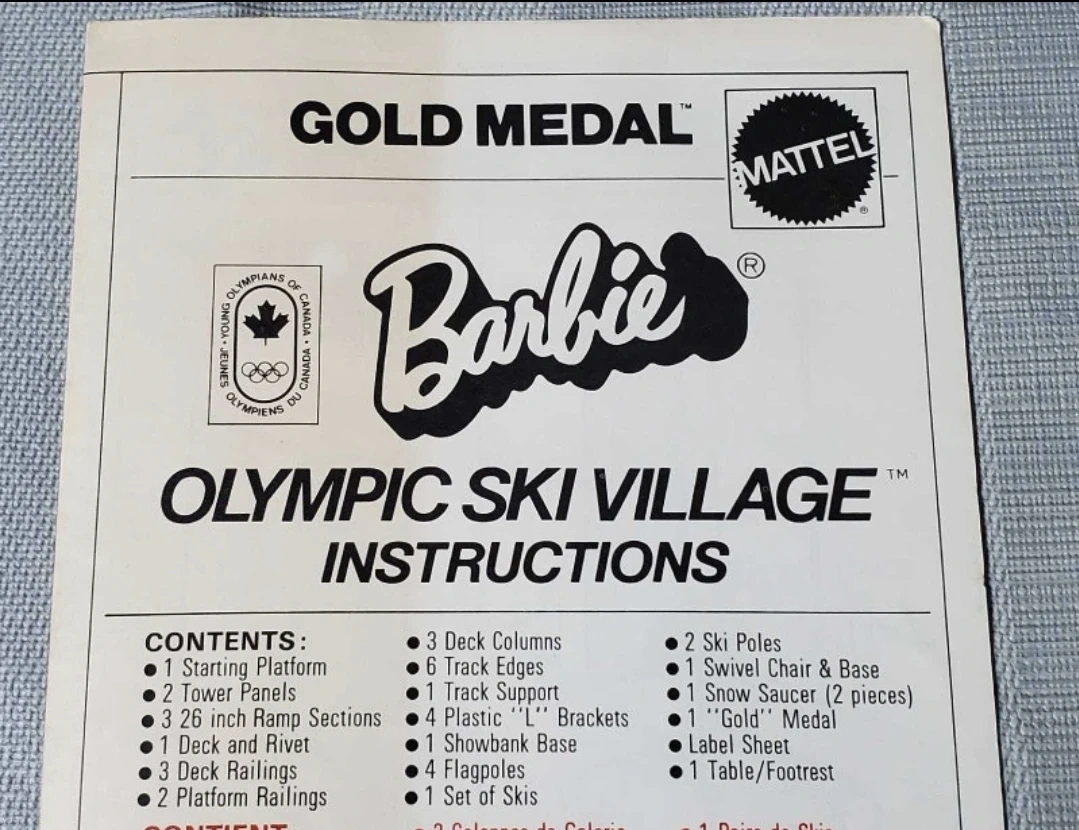 GOLD MEDAL™
MATTEL
®
Barbie®
YOUNG OLYMPIANS OF CANADA • JEUNES OLYMPIENS DU CANADA •
OLYMPIC SKI VILLAGE™
INSTRUCTIONS
CONTENTS:
● 1 Starting Platform
● 2 Tower Panels
● 3 26 inch Ramp Sections
● 1 Deck and Rivet
● 3 Deck Railings
● 2 Platform Railings
● 3 Deck Columns
● 6 Track Edges
● 1 Track Support
● 4 Plastic "L" Brackets
● 1 Showbank Base
● 4 Flagpoles
● 1 Set of Skis
● 2 Ski Poles
● 1 Swivel Chair & Base
● 1 Snow Saucer (2 pieces)
● 1 "Gold" Medal
● Label Sheet
● 1 Table/Footrest
CONTIENT: